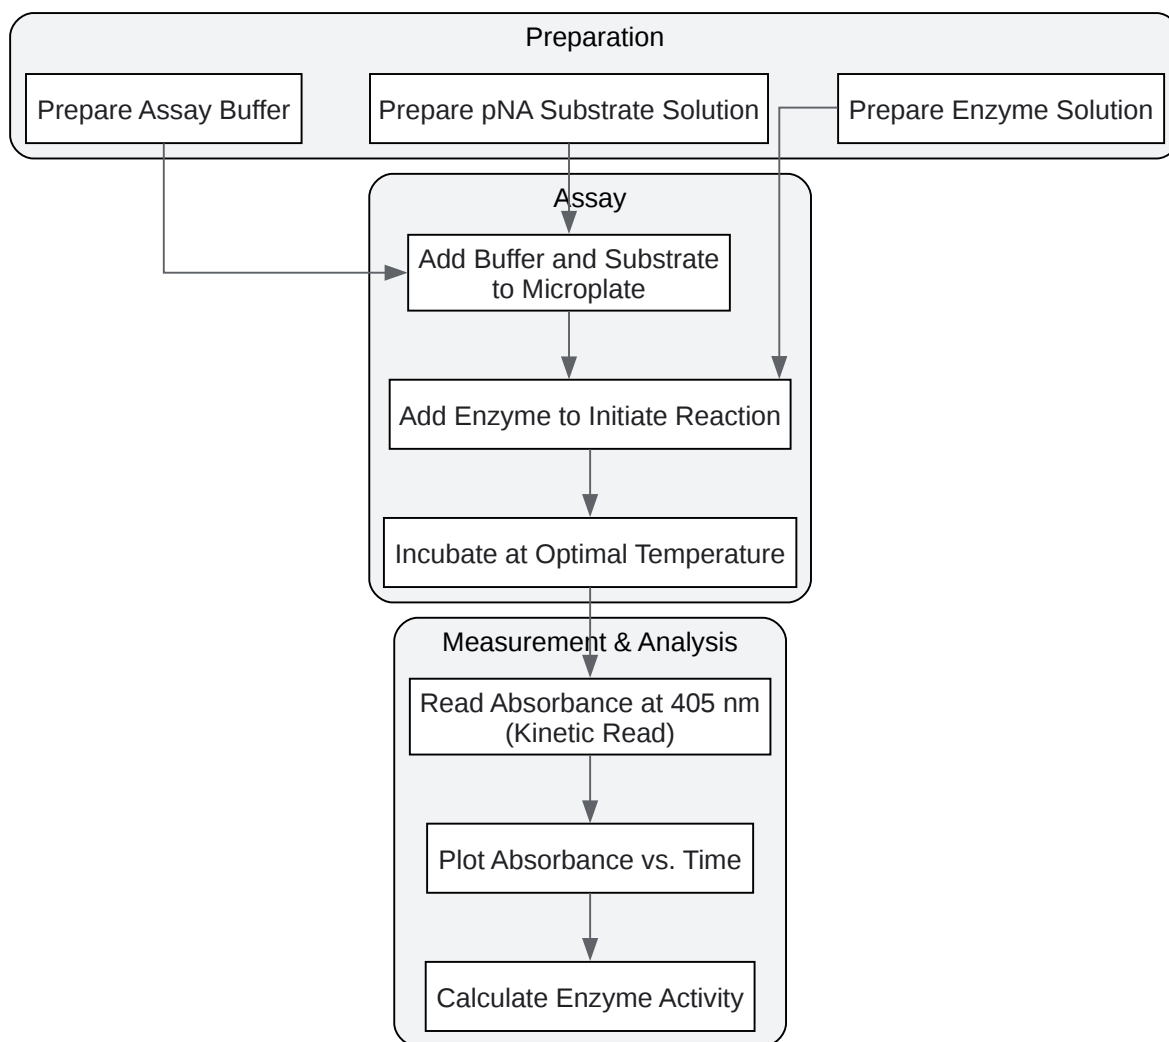 Preparation
Prepare Assay Buffer
Prepare pNA Substrate Solution
Prepare Enzyme Solution
Assay
Add Buffer and Substrate
to Microplate
Add Enzyme to Initiate Reaction
Incubate at Optimal Temperature
Measurement & Analysis
Read Absorbance at 405 nm
(Kinetic Read)
Plot Absorbance vs. Time
Calculate Enzyme Activity